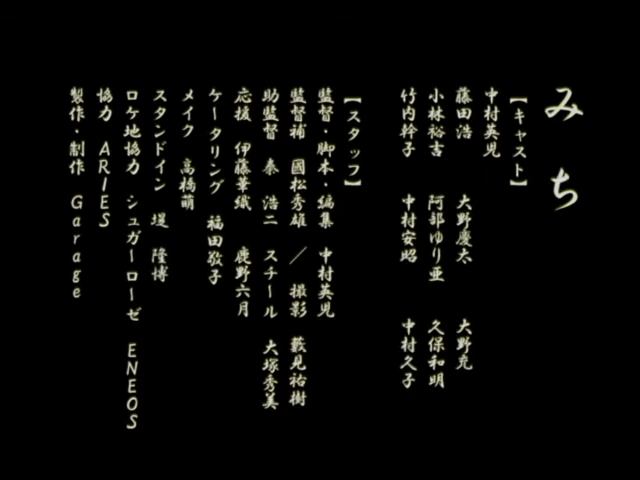 みち
【キャスト】
中村英児
藤田浩 大野慶太 大野充
小林裕吉 阿部ゆり亜 久保和明
竹内幹子 中村安昭 中村久子
【スタッフ】
監督・脚本・編集 中村英児
監督補 國松秀雄 ／ 撮影 藪見祐樹
助監督 秦 浩二 スチール 大塚秀美
応援 伊藤華織 鹿野六月
ケータリング 福田敬子
メイク 高橋萌
スタンドイン 堤 隆博
ロケ地協力 シュガーローゼ ENEOS
協力 ARIES
製作・制作 Garage